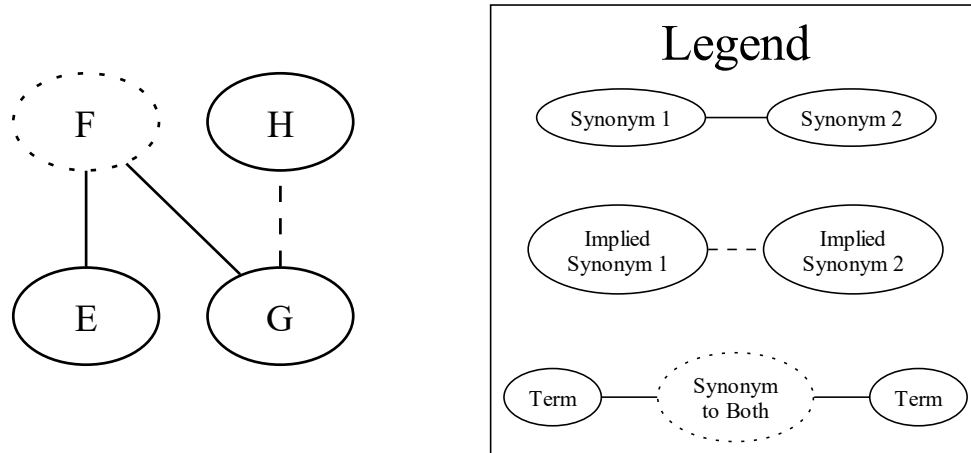 F
H
E
G
Legend
Synonym 1
Synonym 2
Implied
Synonym 1
Implied
Synonym 2
Term
Synonym
to Both
Term